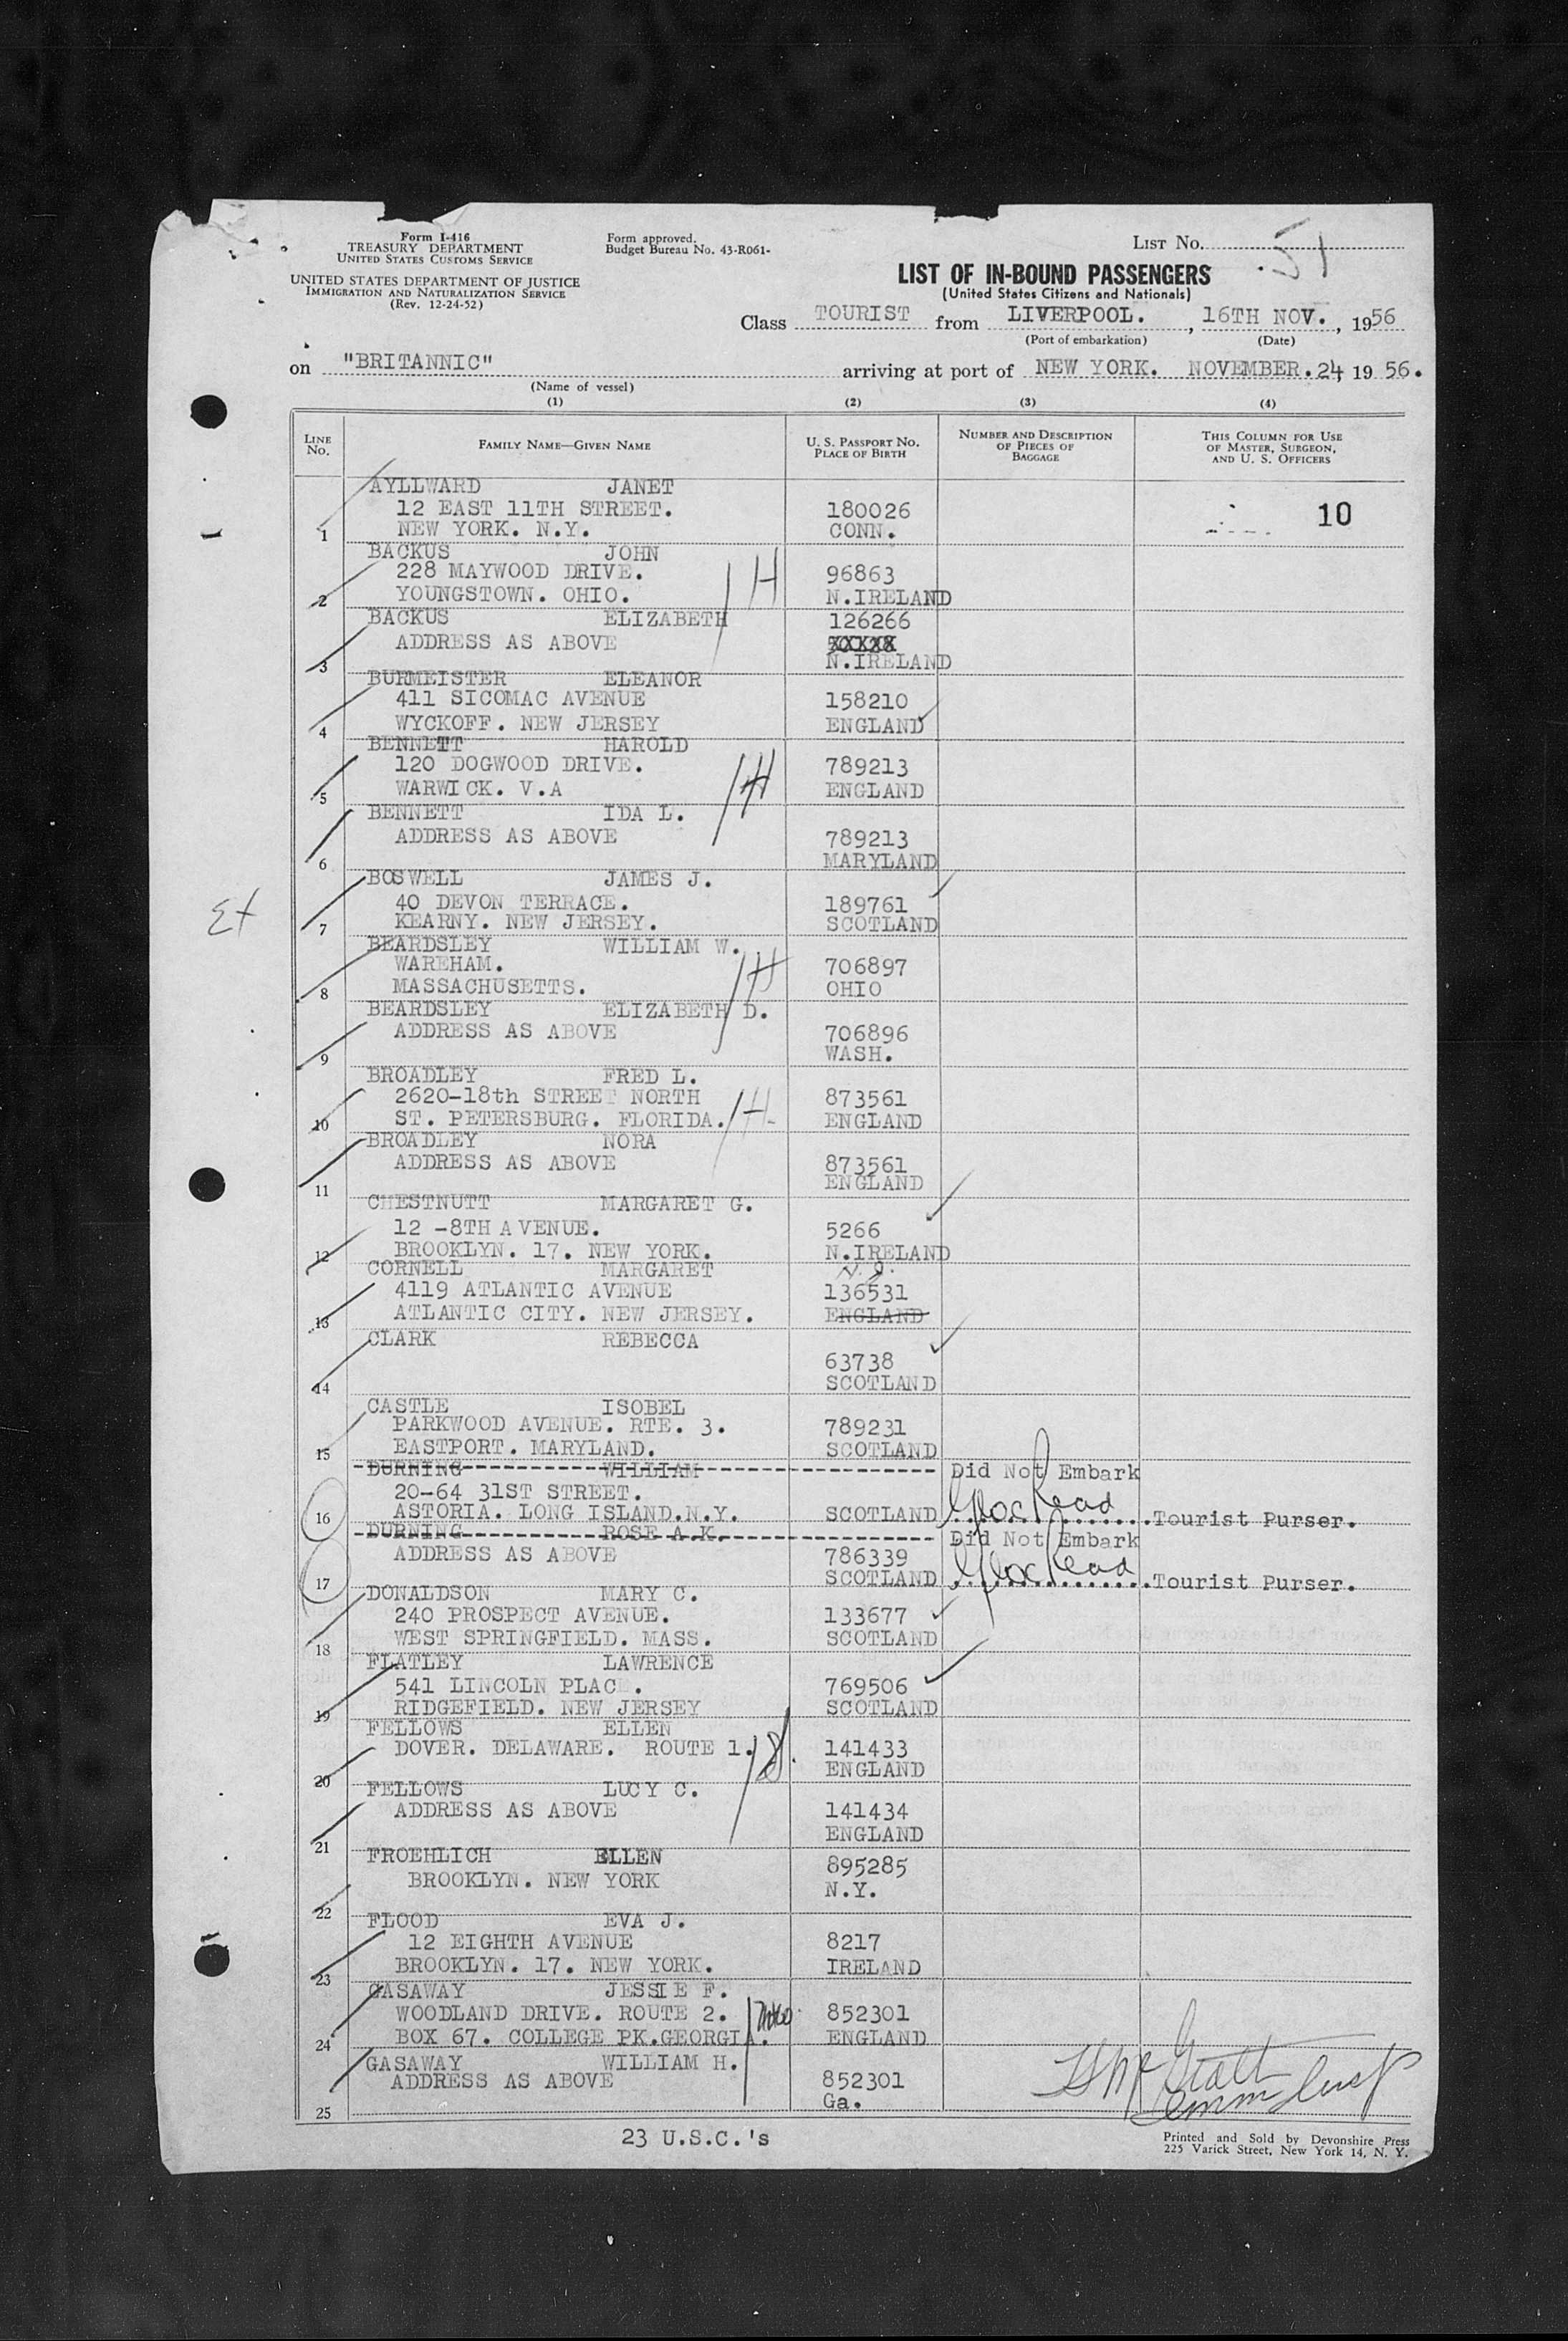 Form I-416
TREASURY DEPARTMENT
UNITED STATES CUSTOMS SERVICE
UNITED STATES DEPARTMENT OF JUSTICE
IMMIGRATION AND NATURALIZATION SERVICE
(Rev. 12-24-52)
Form approved.
Budget Bureau No. 43-R061-
LIST NO. 51
LIST OF IN-BOUND PASSENGERS
(United States Citizens and Nationals)
Class TOURIST from LIVERPOOL. , 16TH NOV. , 1956
(Port of embarkation) (Date)
on "BRITANNIC" arriving at port of NEW YORK. NOVEMBER.24, 19 56.
(Name of vessel)
(1) (2) (3) (4)
LINE No. FAMILY NAME—GIVEN NAME U. S. PASSPORT NO. PLACE OF BIRTH NUMBER AND DESCRIPTION OF PIECES OF BAGGAGE THIS COLUMN FOR USE OF MASTER, SURGEON, AND U. S. OFFICERS
AYLLWARD JANET
12 EAST 11TH STREET. 180026 10
1 NEW YORK. N.Y. CONN.
BACKUS JOHN
228 MAYWOOD DRIVE. H 96863
2 YOUNGSTOWN. OHIO. N.IRELAND
BACKUS ELIZABETH 126266
ADDRESS AS ABOVE XXXXX
3 N.IRELAND
BURMEISTER ELEANOR
411 SICOMAC AVENUE 158210
4 WYCKOFF. NEW JERSEY ENGLAND
BENNETT HAROLD
120 DOGWOOD DRIVE. H 789213
5 WARWICK. V.A ENGLAND
BENNETT IDA L.
ADDRESS AS ABOVE 789213
6 MARYLAND
BOSWELL JAMES J.
40 DEVON TERRACE. 189761
7 KEARNY. NEW JERSEY. SCOTLAND
BEARDSLEY WILLIAM W.
WAREHAM. H 706897
8 MASSACHUSETTS. OHIO
BEARDSLEY ELIZABETH D.
ADDRESS AS ABOVE 706896
9 WASH.
BROADLEY FRED L.
2620-18th STREET NORTH 873561
10 ST. PETERSBURG. FLORIDA. H ENGLAND
BROADLEY NORA
ADDRESS AS ABOVE 873561
11 ENGLAND
CHESTNUTT MARGARET G.
12 -8TH AVENUE. 5266
12 BROOKLYN. 17. NEW YORK. N.IRELAND
CORNELL MARGARET N.J.
4119 ATLANTIC AVENUE 136531
13 ATLANTIC CITY. NEW JERSEY. ENGLAND
CLARK REBECCA
63738
14 SCOTLAND
CASTLE ISOBEL
PARKWOOD AVENUE. RTE. 3. 789231
15 EASTPORT. MARYLAND. SCOTLAND
DURNING WILLIAM Did Not Embark
20-64 31ST STREET.
16 ASTORIA. LONG ISLAND.N.Y. SCOTLAND Tourist Purser.
DURNING ROSE A.K. Did Not Embark
ADDRESS AS ABOVE 786339
17 SCOTLAND Tourist Purser.
DONALDSON MARY C.
240 PROSPECT AVENUE. 133677
18 WEST SPRINGFIELD. MASS. SCOTLAND
FLATLEY LAWRENCE
541 LINCOLN PLAC . 769506
19 RIDGEFIELD. NEW JERSEY SCOTLAND
FELLOWS ELLEN
DOVER. DELAWARE. ROUTE 1. 141433
20 ENGLAND
FELLOWS LUCY C.
ADDRESS AS ABOVE 141434
21 ENGLAND
FROEHLICH ELLEN 895285
BROOKLYN. NEW YORK N.Y.
22
FLOOD EVA J.
12 EIGHTH AVENUE 8217
23 BROOKLYN. 17. NEW YORK. IRELAND
GASAWAY JESSIE F.
WOODLAND DRIVE. ROUTE 2. 852301
24 BOX 67. COLLEGE PK.GEORGIA. ENGLAND
GASAWAY WILLIAM H.
ADDRESS AS ABOVE 852301
25 Ga.
23 U.S.C.'s
Printed and Sold by Devonshire Press
225 Varick Street, New York 14, N. Y.